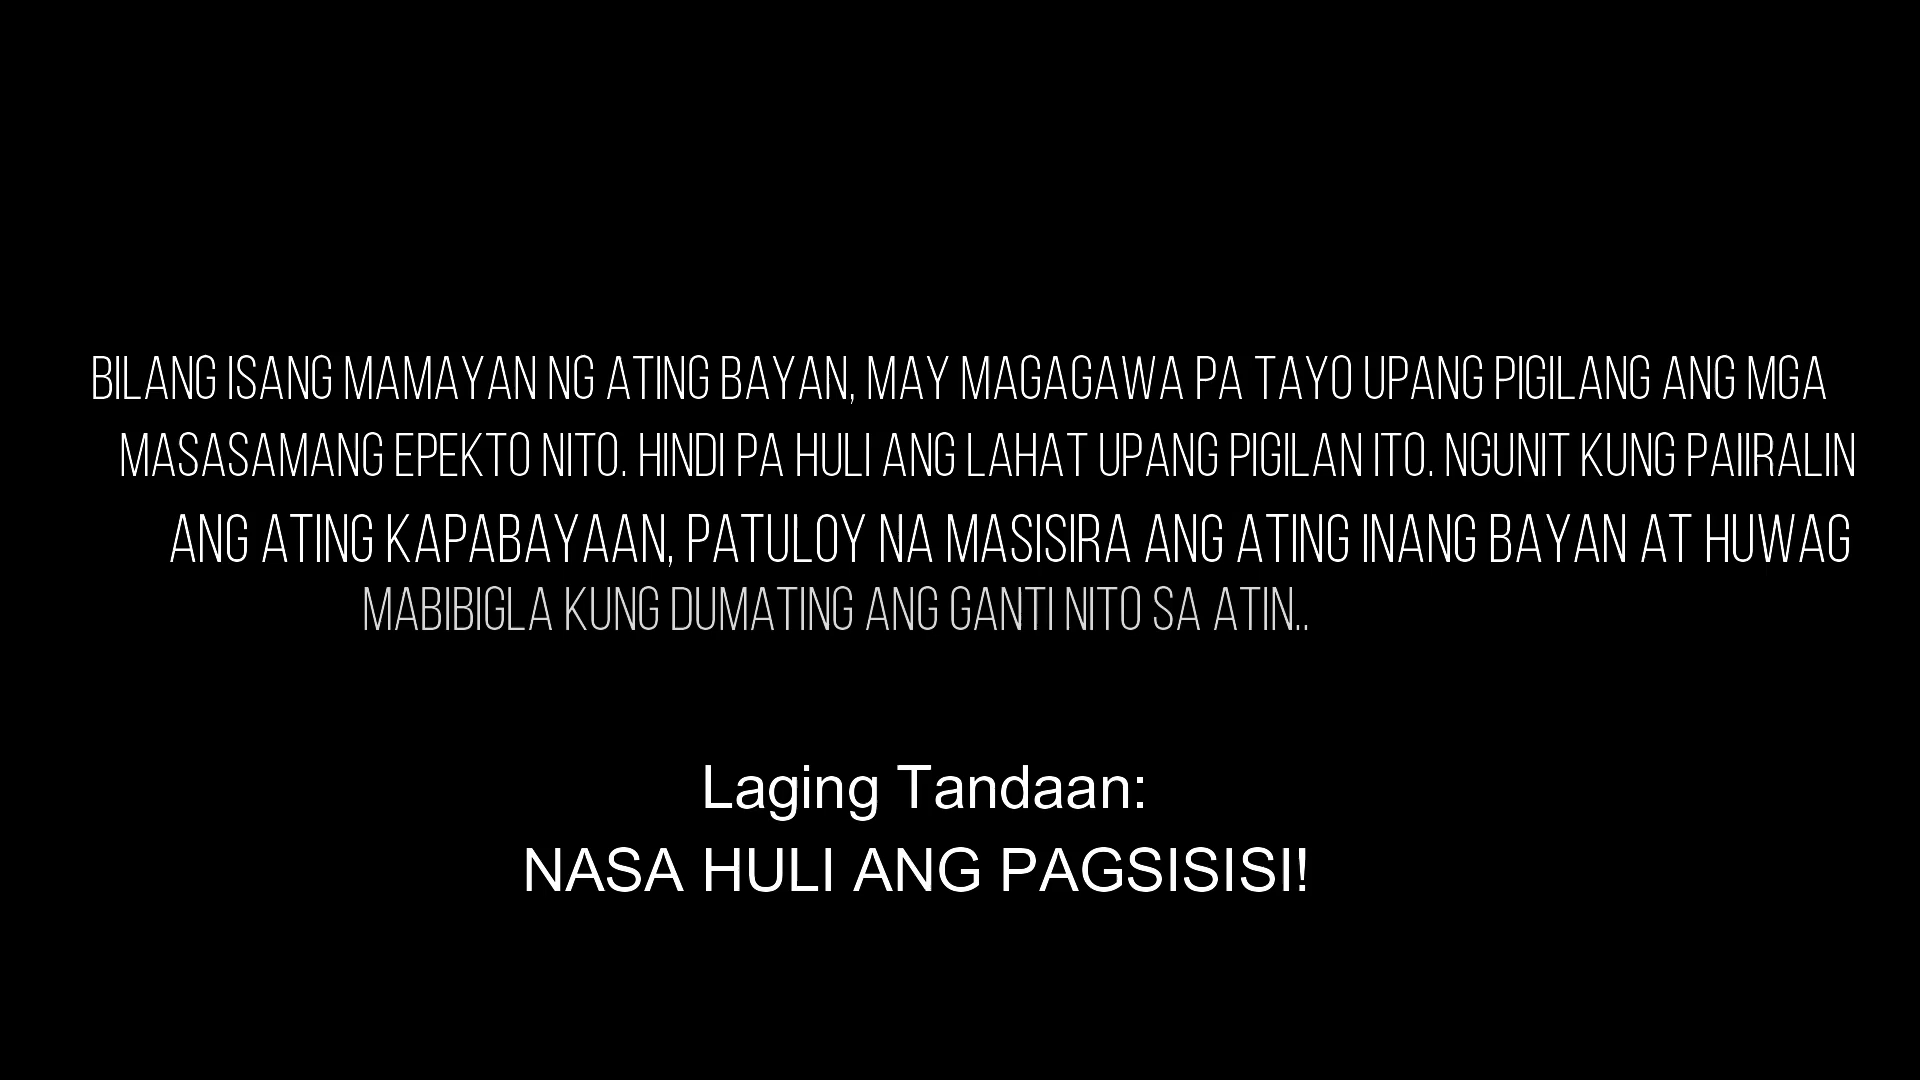 BILANG ISANG MAMAYAN NG ATING BAYAN, MAY MAGAGAWA PA TAYO UPANG PIGILANG ANG MGA
MASASAMANG EPEKTO NITO. HINDI PA HULI ANG LAHAT UPANG PIGILAN ITO. NGUNIT KUNG PAIIRALIN
ANG ATING KAPABAYAAN, PATULOY NA MASISIRA ANG ATING INANG BAYAN AT HUWAG
MABIBIGLA KUNG DUMATING ANG GANTI NITO SA ATIN..
Laging Tandaan:
NASA HULI ANG PAGSISISI!